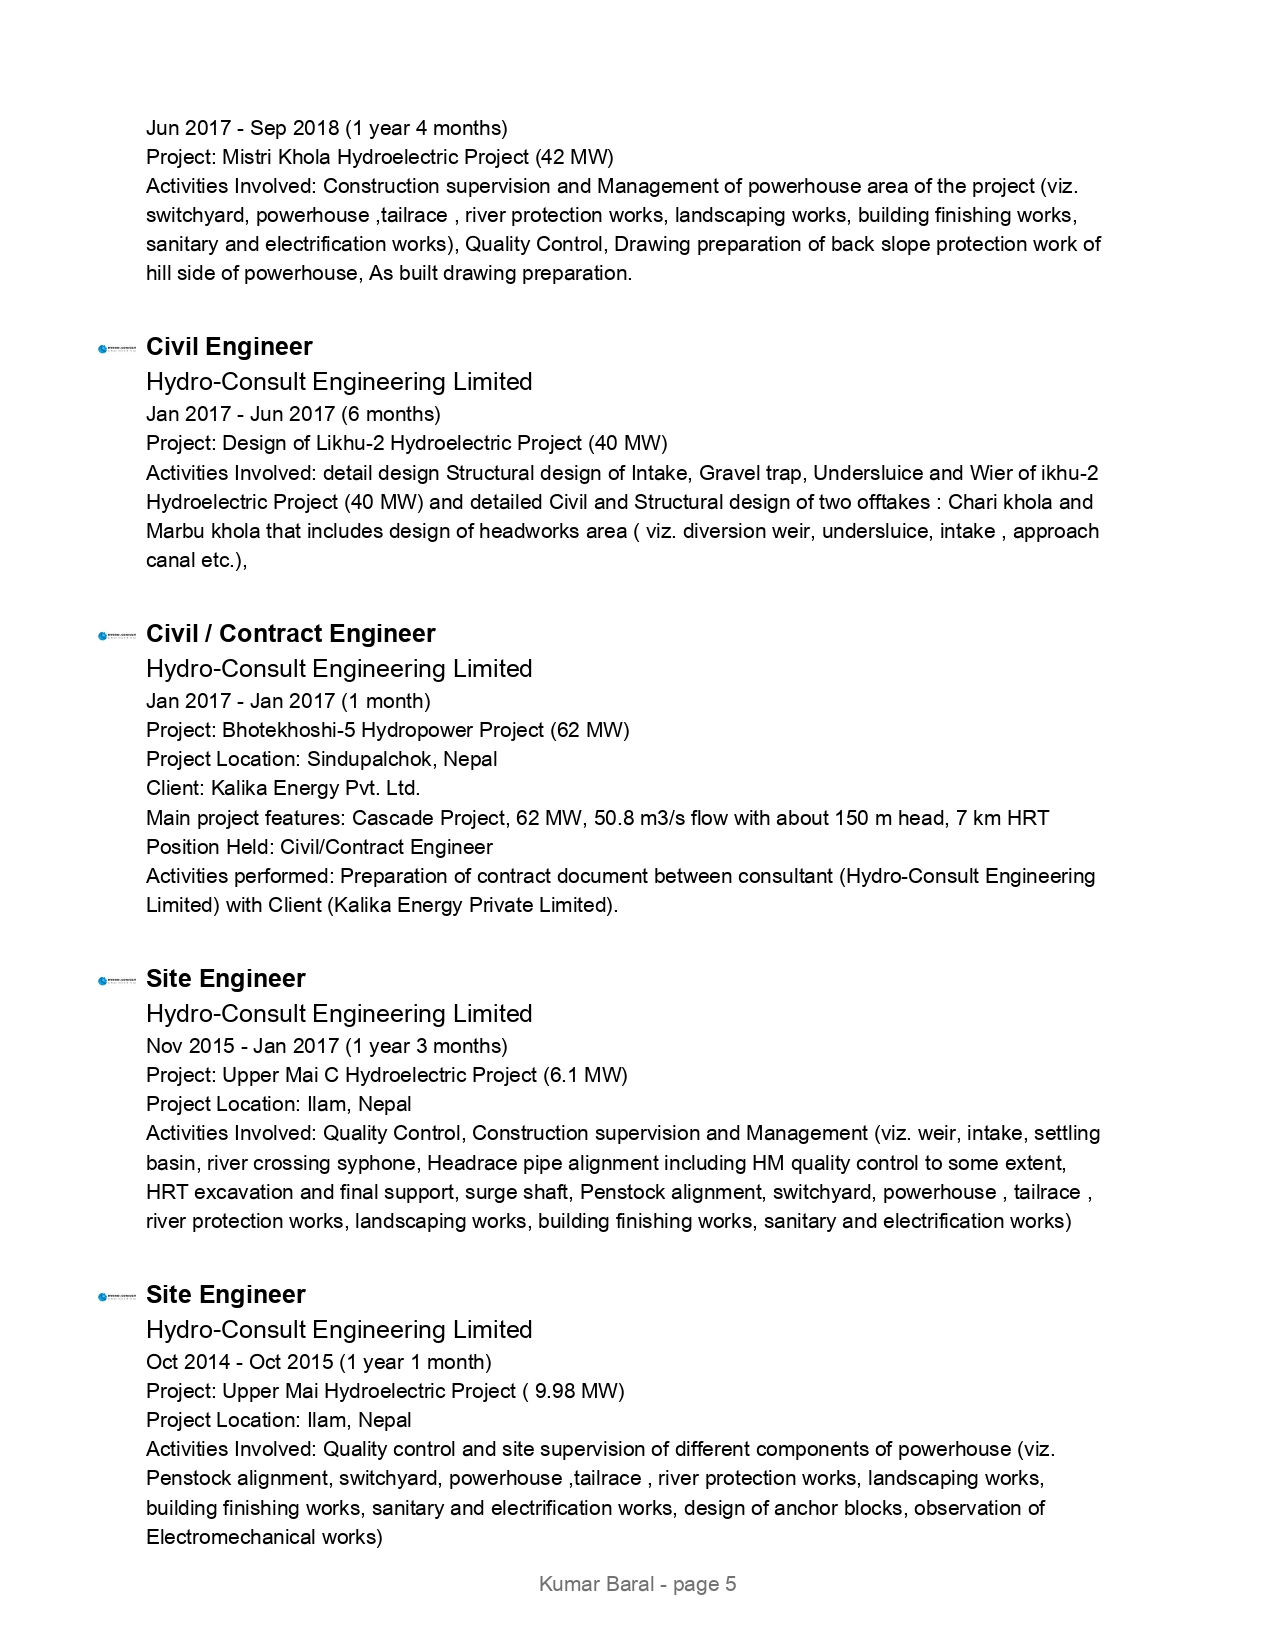 Jun 2017 - Sep 2018 (1 year 4 months)
Project: Mistri Khola Hydroelectric Project (42 MW)
Activities Involved: Construction supervision and Management of powerhouse area of the project (viz.
switchyard, powerhouse ,tailrace , river protection works, landscaping works, building finishing works,
sanitary and electrification works), Quality Control, Drawing preparation of back slope protection work of
hill side of powerhouse, As built drawing preparation.
Civil Engineer
Hydro-Consult Engineering Limited
Jan 2017 - Jun 2017 (6 months)
Project: Design of Likhu-2 Hydroelectric Project (40 MW)
Activities Involved: detail design Structural design of Intake, Gravel trap, Undersluice and Wier of ikhu-2
Hydroelectric Project (40 MW) and detailed Civil and Structural design of two offtakes : Chari khola and
Marbu khola that includes design of headworks area ( viz. diversion weir, undersluice, intake , approach
canal etc.),
Civil / Contract Engineer
Hydro-Consult Engineering Limited
Jan 2017 - Jan 2017 (1 month)
Project: Bhotekhoshi-5 Hydropower Project (62 MW)
Project Location: Sindupalchok, Nepal
Client: Kalika Energy Pvt. Ltd.
Main project features: Cascade Project, 62 MW, 50.8 m3/s flow with about 150 m head, 7 km HRT
Position Held: Civil/Contract Engineer
Activities performed: Preparation of contract document between consultant (Hydro-Consult Engineering
Limited) with Client (Kalika Energy Private Limited).
Site Engineer
Hydro-Consult Engineering Limited
Nov 2015 - Jan 2017 (1 year 3 months)
Project: Upper Mai C Hydroelectric Project (6.1 MW)
Project Location: Ilam, Nepal
Activities Involved: Quality Control, Construction supervision and Management (viz. weir, intake, settling
basin, river crossing syphone, Headrace pipe alignment including HM quality control to some extent,
HRT excavation and final support, surge shaft, Penstock alignment, switchyard, powerhouse , tailrace ,
river protection works, landscaping works, building finishing works, sanitary and electrification works)
Site Engineer
Hydro-Consult Engineering Limited
Oct 2014 - Oct 2015 (1 year 1 month)
Project: Upper Mai Hydroelectric Project ( 9.98 MW)
Project Location: Ilam, Nepal
Activities Involved: Quality control and site supervision of different components of powerhouse (viz.
Penstock alignment, switchyard, powerhouse ,tailrace , river protection works, landscaping works,
building finishing works, sanitary and electrification works, design of anchor blocks, observation of
Electromechanical works)
Kumar Baral - page 5